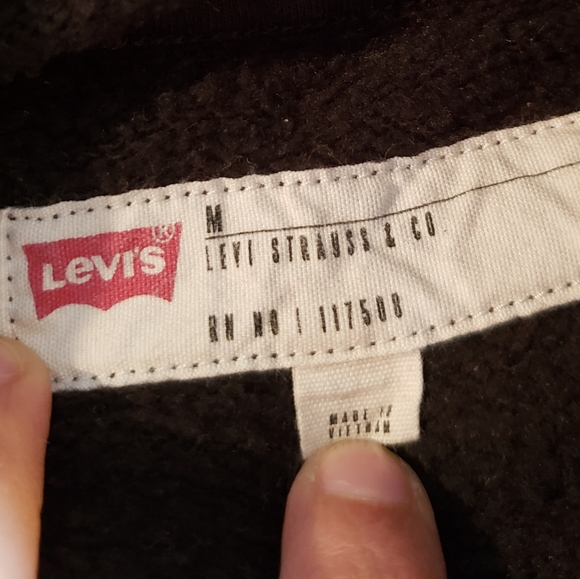 LEVI'S®
M
LEVI STRAUSS & CO
RN NO | 117508
MADE IN
VIETNAM